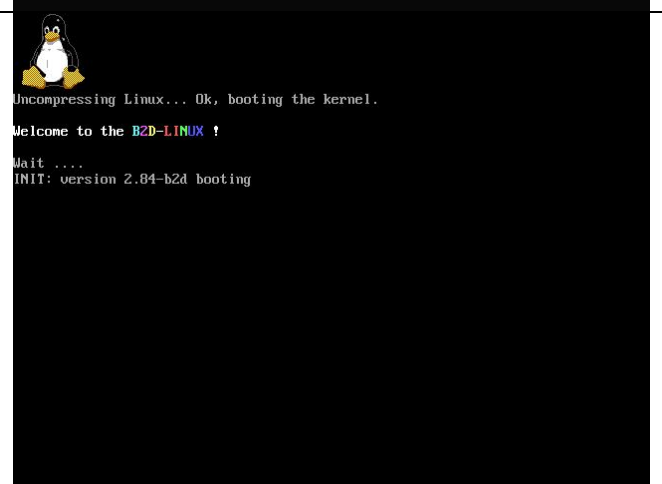 Uncompressing Linux... Ok, booting the kernel.
Welcome to the B2D-LINUX !
Wait ....
INIT: version 2.84-b2d booting